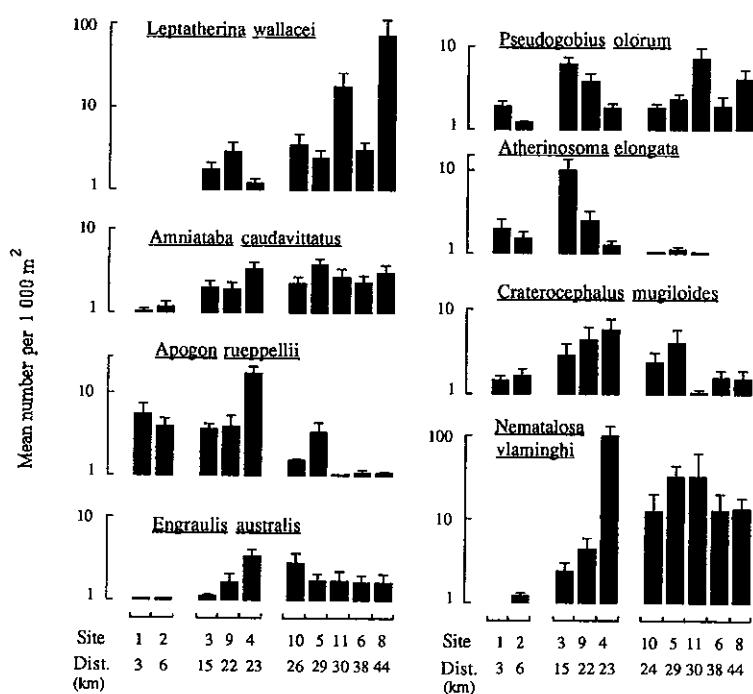 Mean number per 1 000 m2
Leptatherina wallacei
100
10
1
Amniataba caudavittatus
10
1
Apogon rueppellii
10
1
Engraulis australis
10
1
Site 1 2 3 9 4 10 5 11 6 8
Dist. 3 6 15 22 23 26 29 30 38 44
(km)
Pseudogobius olorum
10
1
Atherinosoma elongata
10
1
Craterocephalus mugiloides
10
1
Nematalosa
vlaminghi
100
10
1
Site 1 2 3 9 4 10 5 11 6 8
Dist. 3 6 15 22 23 24 29 30 38 44
(km)